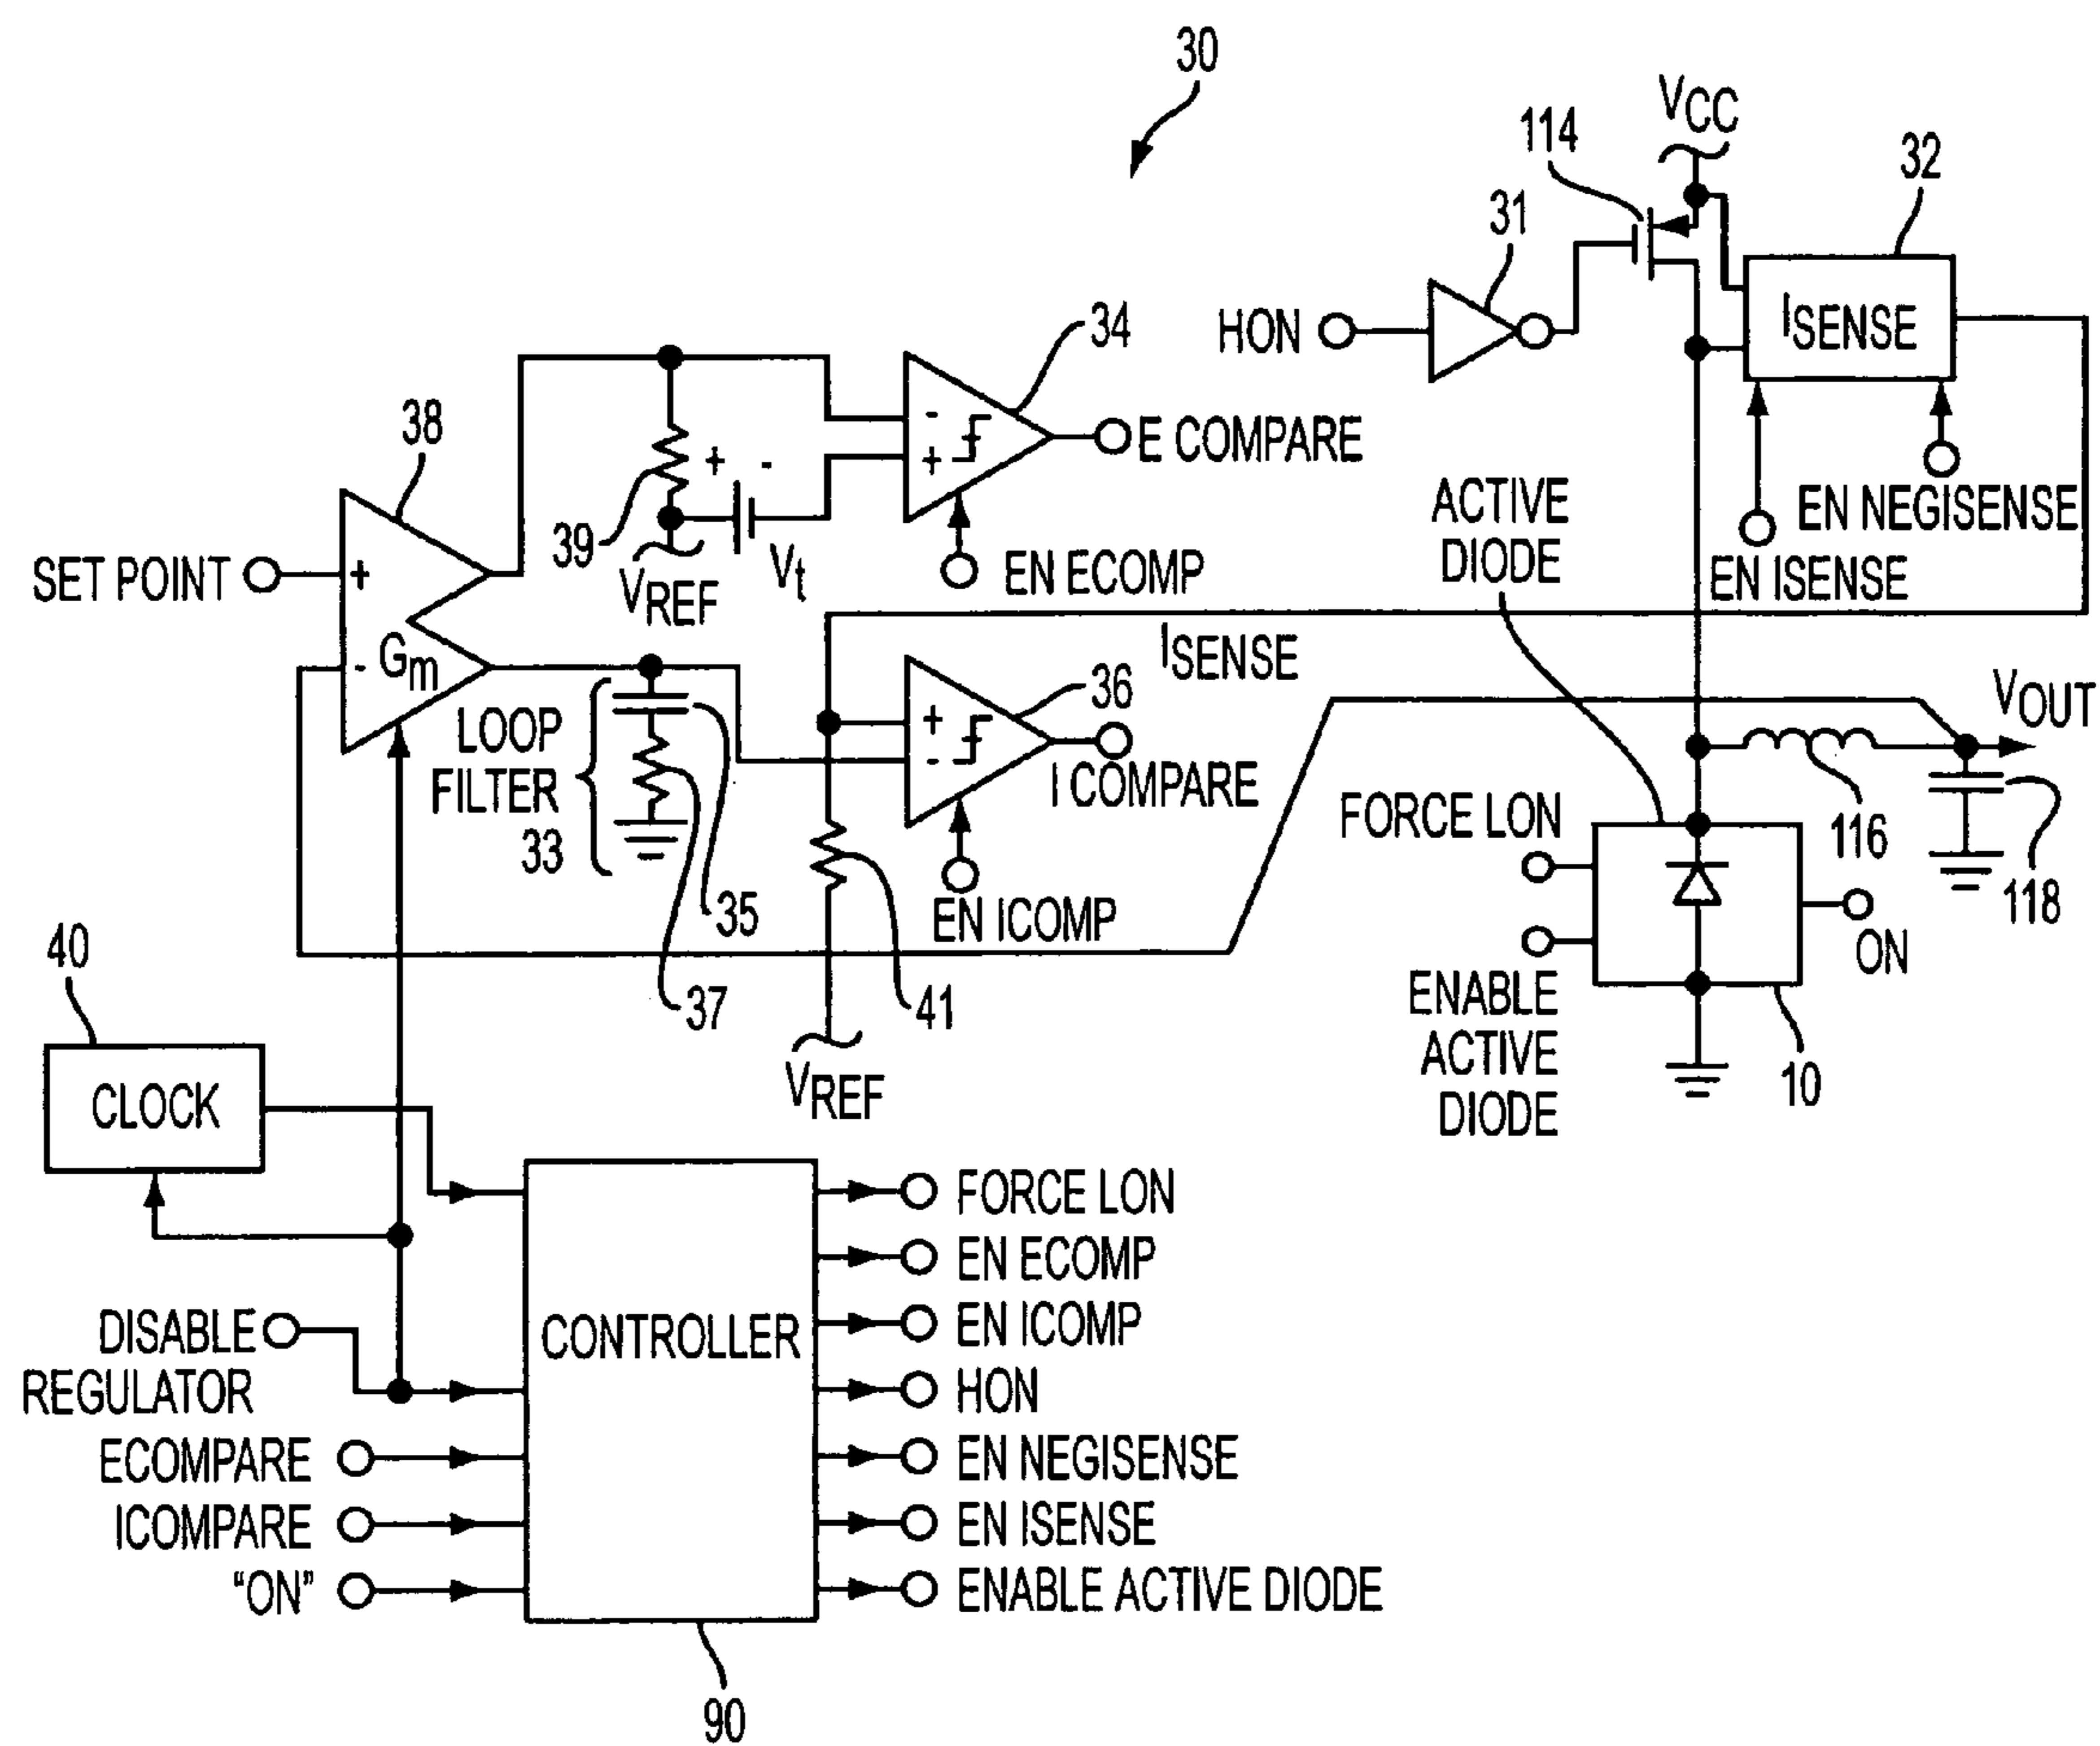 30
VCC
114
32
31
ISENSE
HON
34
E COMPARE
38
+
-
-
+
39
VREF
Vt
EN ECOMP
SET POINT
+
-
Gm
ACTIVE
DIODE
EN NEGISENSE
EN ISENSE
ISENSE
36
+
-
I COMPARE
EN ICOMP
LOOP
FILTER
33
35
37
41
VREF
VOUT
116
118
FORCE LON
ON
ENABLE
ACTIVE
DIODE
10
40
CLOCK
DISABLE
REGULATOR
ECOMPARE
ICOMPARE
"ON"
CONTROLLER
FORCE LON
EN ECOMP
EN ICOMP
HON
EN NEGISENSE
EN ISENSE
ENABLE ACTIVE DIODE
90